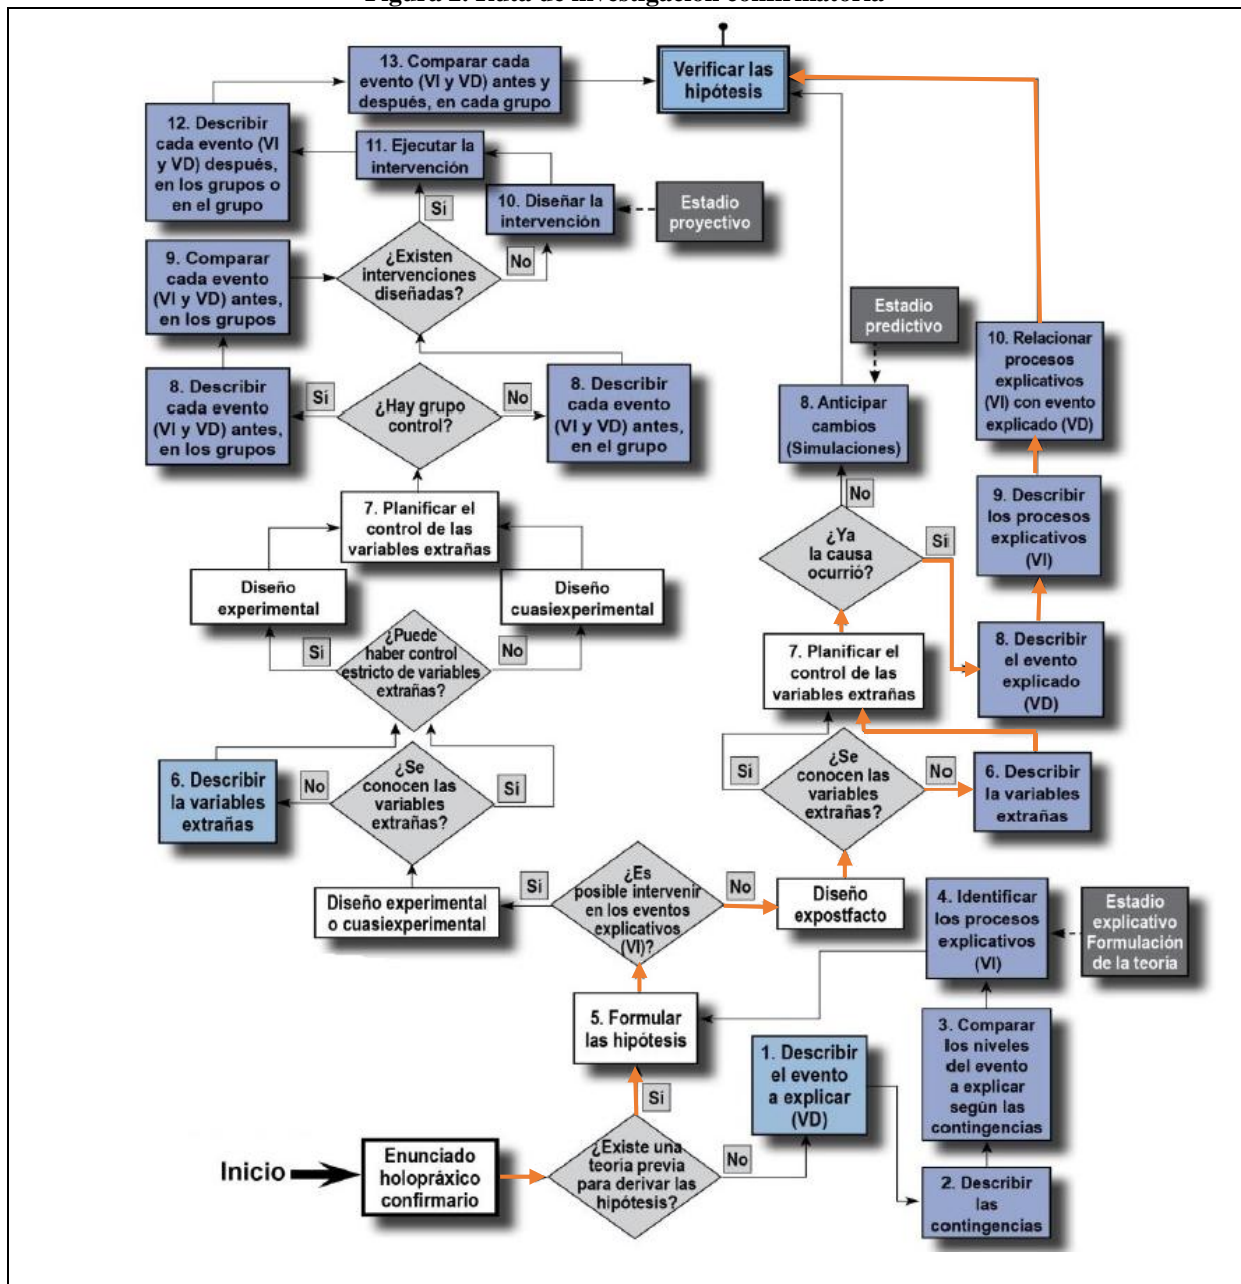 13. Comparar cada
evento (VI y VD) antes y
después, en cada grupo
Verificar las
hipótesis
12. Describir
cada evento (VI
y VD) después,
en los grupos o
en el grupo
11. Ejecutar la
intervención
Sí
10. Diseñar la
intervención
Estadio
proyectivo
9. Comparar
cada evento
(VI y VD) antes,
en los grupos
¿Existen
intervenciones
diseñadas?
No
Estadio
predictivo
10. Relacionar
procesos
explicativos
(VI) con evento
explicado (VD)
8. Describir
cada evento
(VI y VD) antes,
en los grupos
Sí
¿Hay grupo
control?
No
8. Describir
cada evento
(VI y VD) antes,
en el grupo
8. Anticipar
cambios
(Simulaciones)
No
7. Planificar el
control de las
variables extrañas
¿Ya
la causa
ocurrió?
Sí
9. Describir
los procesos
explicativos
(VI)
Diseño
experimental
Diseño
cuasiexperimental
Sí
¿Puede
haber control
estricto de variables
extrañas?
No
7. Planificar el
control de las
variables extrañas
8. Describir
el evento
explicado
(VD)
6. Describir
la variables
extrañas
No
¿Se
conocen las
variables
extrañas?
Sí
Sí
¿Se
conocen las
variables
extrañas?
No
6. Describir
la variables
extrañas
Diseño experimental
o cuasiexperimental
Sí
¿Es
posible intervenir
en los eventos
explicativos
(VI)?
No
Diseño
expostfacto
4. Identificar
los procesos
explicativos
(VI)
Estadio
explicativo
Formulación
de la teoría
5. Formular
las hipótesis
1. Describir
el evento
a explicar
(VD)
3. Comparar
los niveles
del evento
a explicar
según las
contingencias
Sí
Inicio
Enunciado
holopráxico
confirmario
¿Existe una
teoría previa
para derivar las
hipótesis?
No
2. Describir
las
contingencias